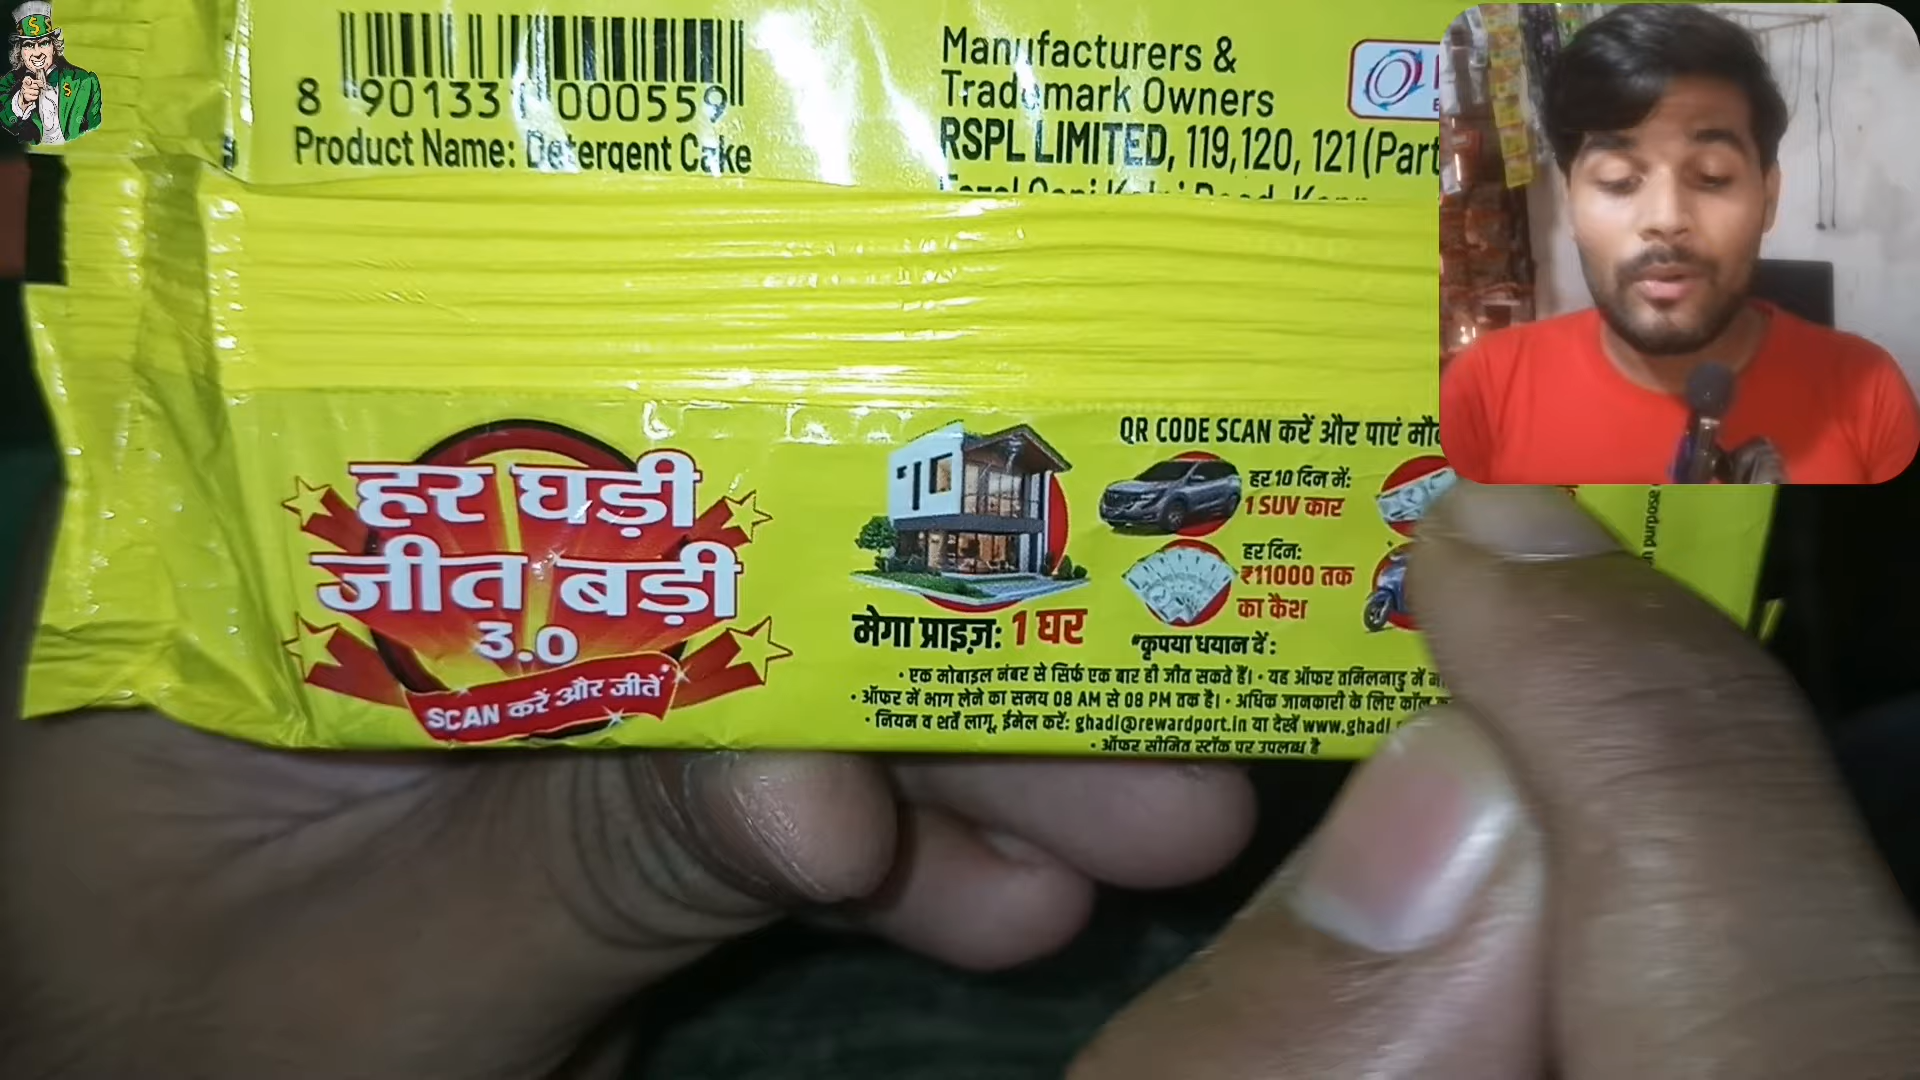 8 901331 000559
Product Name: Detergent Cake
Manufacturers &
Trademark Owners
RSPL LIMITED, 119,120, 121(Part
हर घड़ी
जीत बड़ी
3.0
SCAN करें और जीतें
मेगा प्राइज़: 1 घर
QR CODE SCAN करें और पाएं
हर 10 दिन में:
1 SUV कार
हर दिन:
₹11000 तक
का कैश
*कृपया धयान दें:
• एक मोबाइल नंबर से सिर्फ एक बार ही जीत सकते हैं। • यह ऑफर तमिलनाडु में
• ऑफर में भाग लेने का समय 08 AM से 08 PM तक है। • अधिक जानकारी के लिए कॉल
• नियम व शर्तें लागू, ईमेल करें: ghadi@rewardport.in या देखें www.ghadi
• ऑफर सीमित स्टॉक पर उपलब्ध है